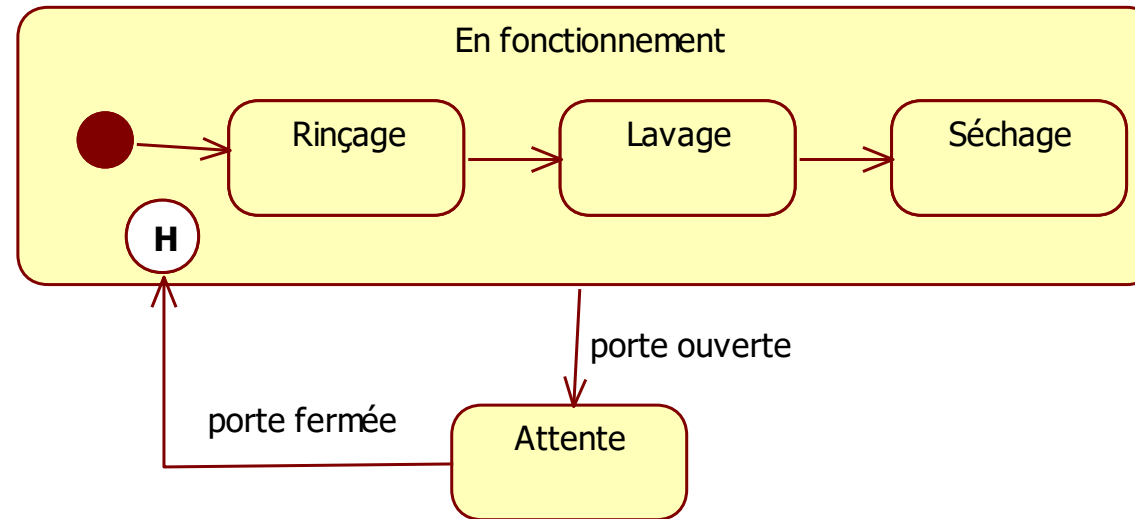 En fonctionnement
Rinçage
Lavage
Séchage
H
porte ouverte
porte fermée
Attente